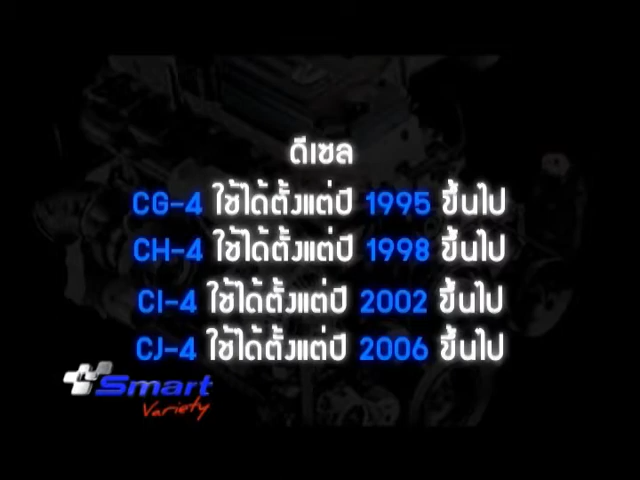 ดีเซล
CG-4 ใช้ได้ตั้งแต่ปี 1995 ขึ้นไป
CH-4 ใช้ได้ตั้งแต่ปี 1998 ขึ้นไป
CI-4 ใช้ได้ตั้งแต่ปี 2002 ขึ้นไป
CJ-4 ใช้ได้ตั้งแต่ปี 2006 ขึ้นไป
Smart
Variety